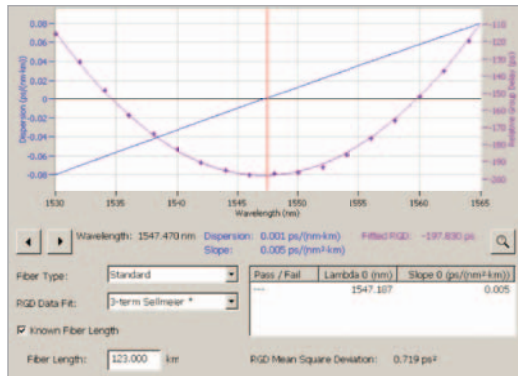 0.08
0.06
0.04
0.02
0
-0.02
-0.04
-0.06
-0.08
Dispersion (ps/(nm·km))
-110
-120
-130
-140
-150
-160
-170
-180
-190
-200
Relative Group Delay (ps)
1530 1535 1540 1545 1550 1555 1560 1565
Wavelength (nm)
Wavelength: 1547.470 nm Dispersion: 0.001 ps/(nm·km) Fitted RGD: -197.830 ps
Slope: 0.005 ps/(nm²·km)
Fiber Type: Standard
RGD Data Fit: 3-term Sellmeier *
Known Fiber Length
Fiber Length: 123.000 km
Pass / Fail Lambda 0 (nm) Slope 0 (ps/(nm²·km))
--- 1547.187 0.005
RGD Mean Square Deviation: 0.719 ps²